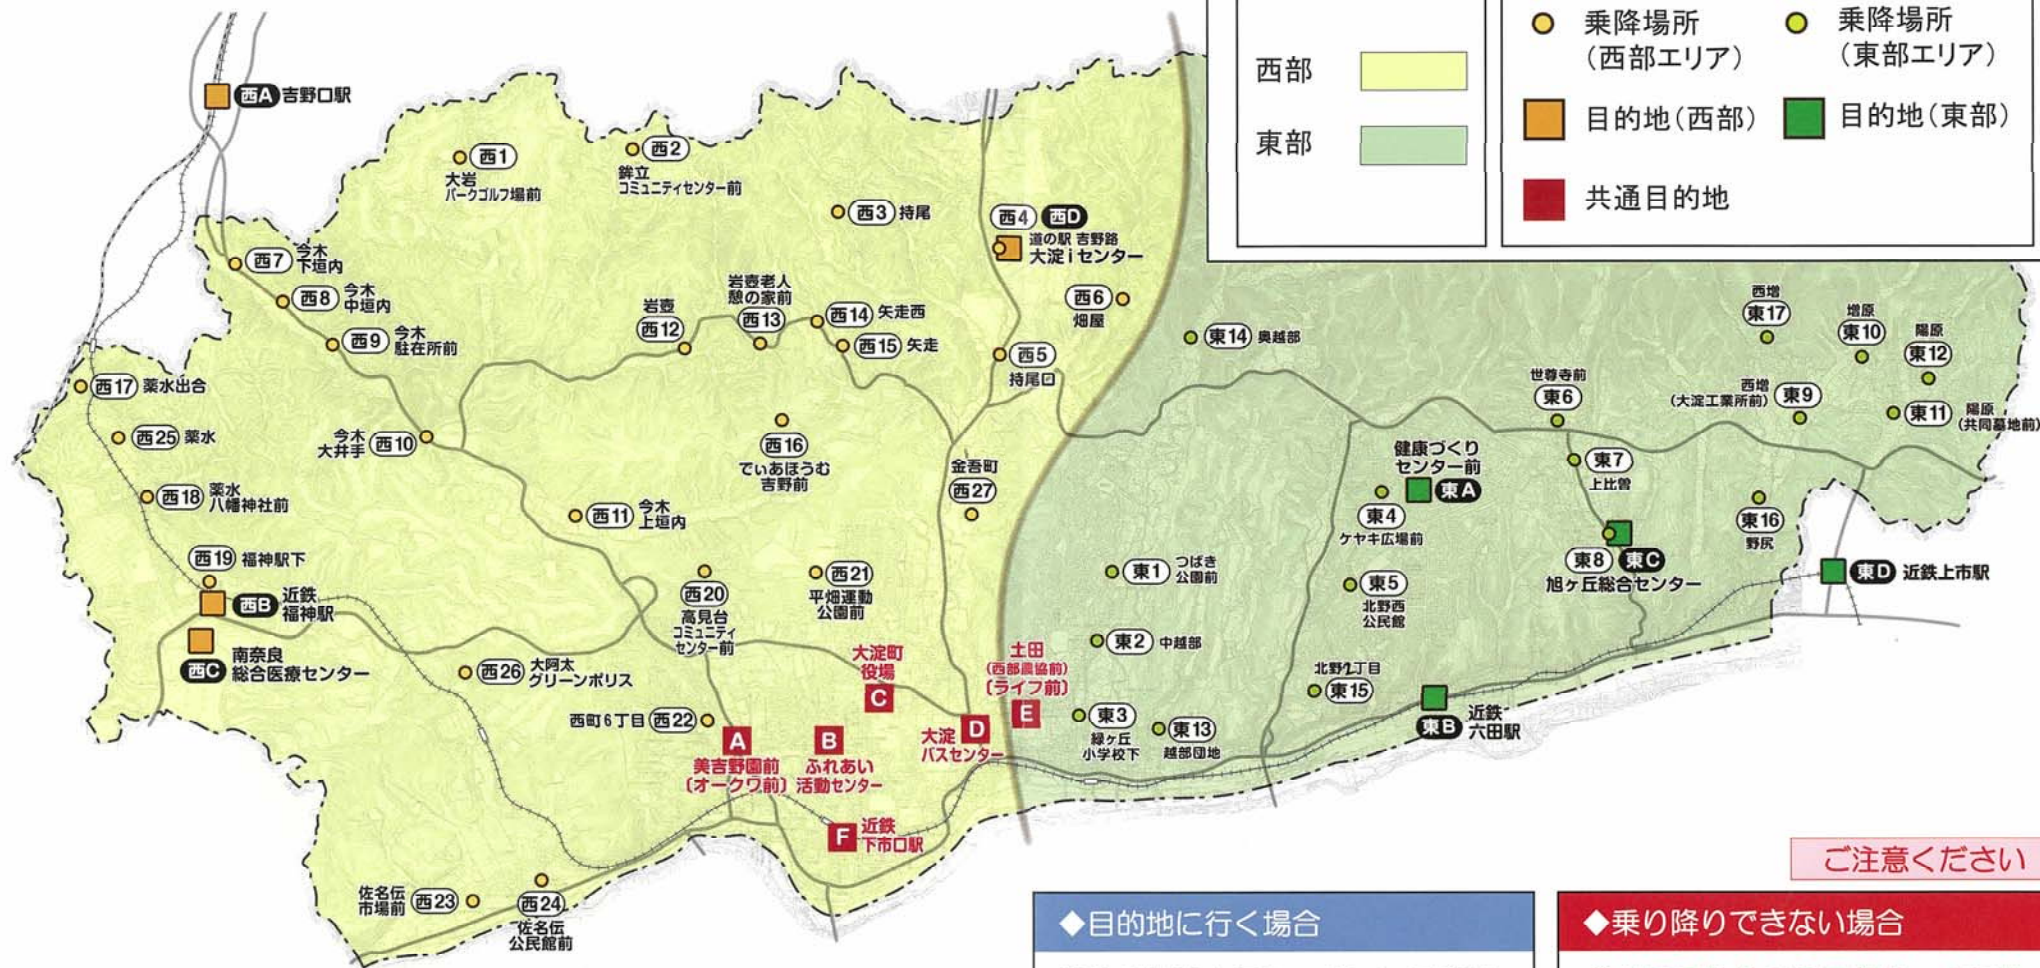 西部
東部
乗降場所
（西部エリア）
乗降場所
（東部エリア）
目的地（西部）
目的地（東部）
共通目的地
西A 吉野口駅
西1
大岩
パークゴルフ場前
西2
鉾立
コミュニティセンター前
西3 持尾
西4 西D
道の駅 吉野路
大淀iセンター
西7 今木
下垣内
西8 今木
中垣内
西9 今木
駐在所前
岩壺
西12
岩壺老人
憩の家前
西13
西14 矢走西
西15 矢走
西6
畑屋
西5
持尾口
西17 薬水出合
西25 薬水
今木
大井手 西10
西16
でぃあほうむ
吉野前
金吾町
西27
西18 薬水
八幡神社前
西11 今木
上垣内
西19 福神駅下
西B 近鉄
福神駅
西C 南奈良
総合医療センター
西20
高見台
コミュニティ
センター前
西21
平畑運動
公園前
西26 大阿太
グリーンポリス
西町6丁目 西22
大淀町
役場
C
土田
（西部農協前）
〔ライフ前〕
E
A
美吉野園前
〔オークワ前〕
B
ふれあい
活動センター
D
大淀
バスセンター
F 近鉄
下市口駅
佐名伝
市場前 西23
西24
佐名伝
公民館前
東14 奥越部
西増
東17
増原
東10
陽原
東12
世尊寺前
東6
西増
（大淀工業所前） 東9
東11 陽原
（共同墓地前）
健康づくり
センター前
東A
東4
ケヤキ広場前
東7
上比曽
東16
野尻
東8 東C
旭ヶ丘総合センター
東D 近鉄上市駅
東1 つばき
公園前
東5
北野西
公民館
東2 中越部
北野2丁目
東15
東3
緑ヶ丘
小学校下
東13
越部団地
東B 近鉄
六田駅
ご注意ください
◆目的地に行く場合
◆乗り降りできない場合